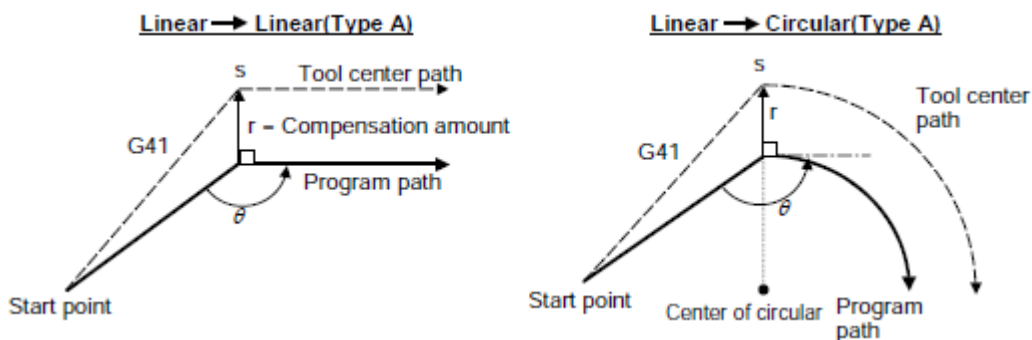 Linear → Linear(Type A)
s
Tool center path
G41
r – Compensation amount
Program path
θ
Start point
Linear → Circular(Type A)
s
Tool center
path
r
G41
θ
Start point
Center of circular
Program
path